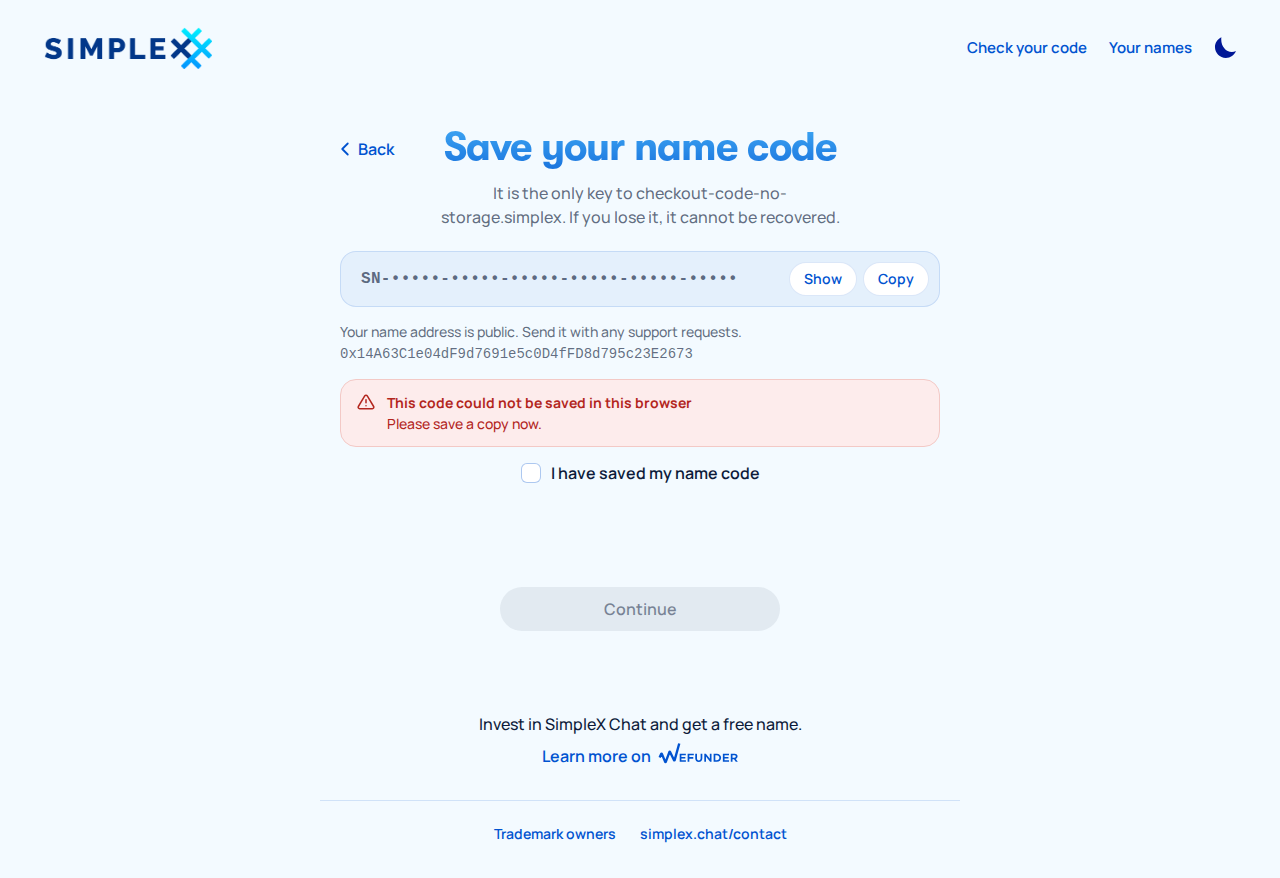 SIMPLEX
Check your code
Your names
Back
Save your name code
It is the only key to checkout-code-no-
storage.simplex. If you lose it, it cannot be recovered.
SN-•••••-•••••-•••••-•••••-•••••-•••••
Show
Copy
Your name address is public. Send it with any support requests.
0x14A63C1e04dF9d7691e5c0D4fFD8d795c23E2673
This code could not be saved in this browser
Please save a copy now.
I have saved my name code
Continue
Invest in SimpleX Chat and get a free name.
Learn more on WEFUNDER
Trademark owners
simplex.chat/contact